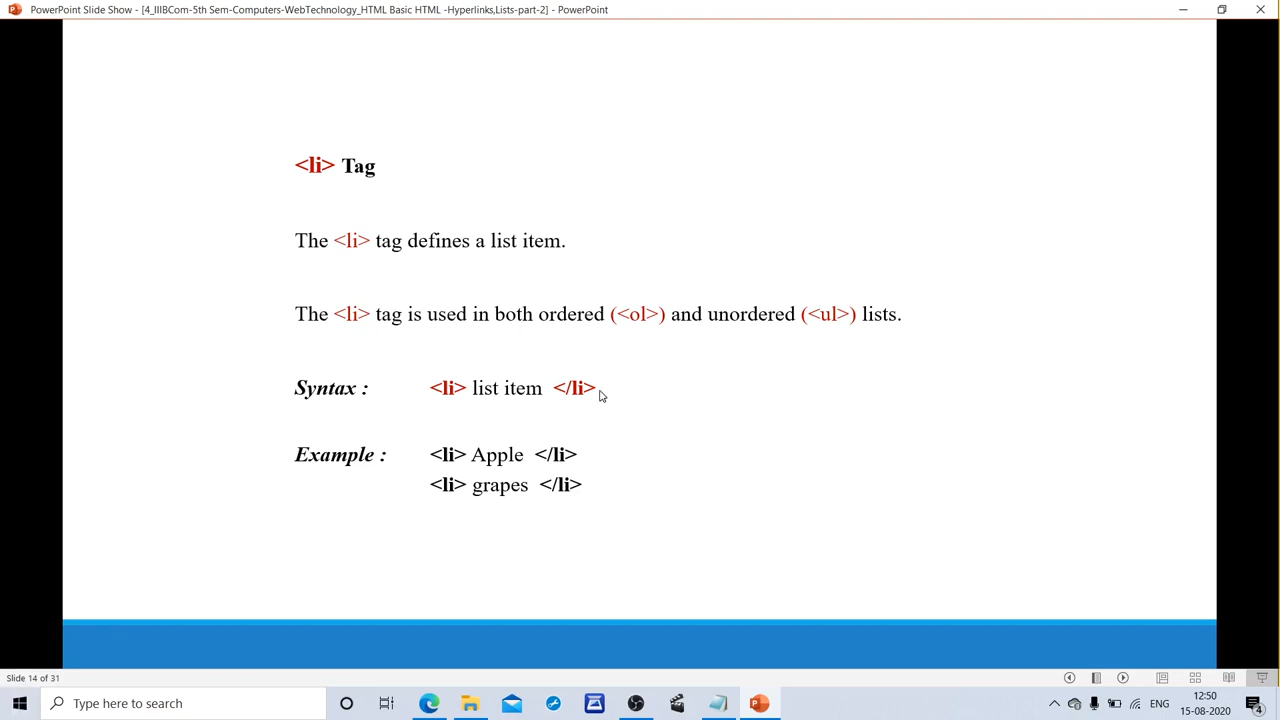 PowerPoint Slide Show - [4_IIIBCom-5th Sem-Computers-WebTechnology_HTML Basic HTML -Hyperlinks,Lists-part-2] - PowerPoint
<li> Tag
The <li> tag defines a list item.
The <li> tag is used in both ordered (<ol>) and unordered (<ul>) lists.
Syntax : <li> list item </li>
Example : <li> Apple </li>
<li> grapes </li>
Slide 14 of 31
Type here to search
ENG
12:50
15-08-2020
4